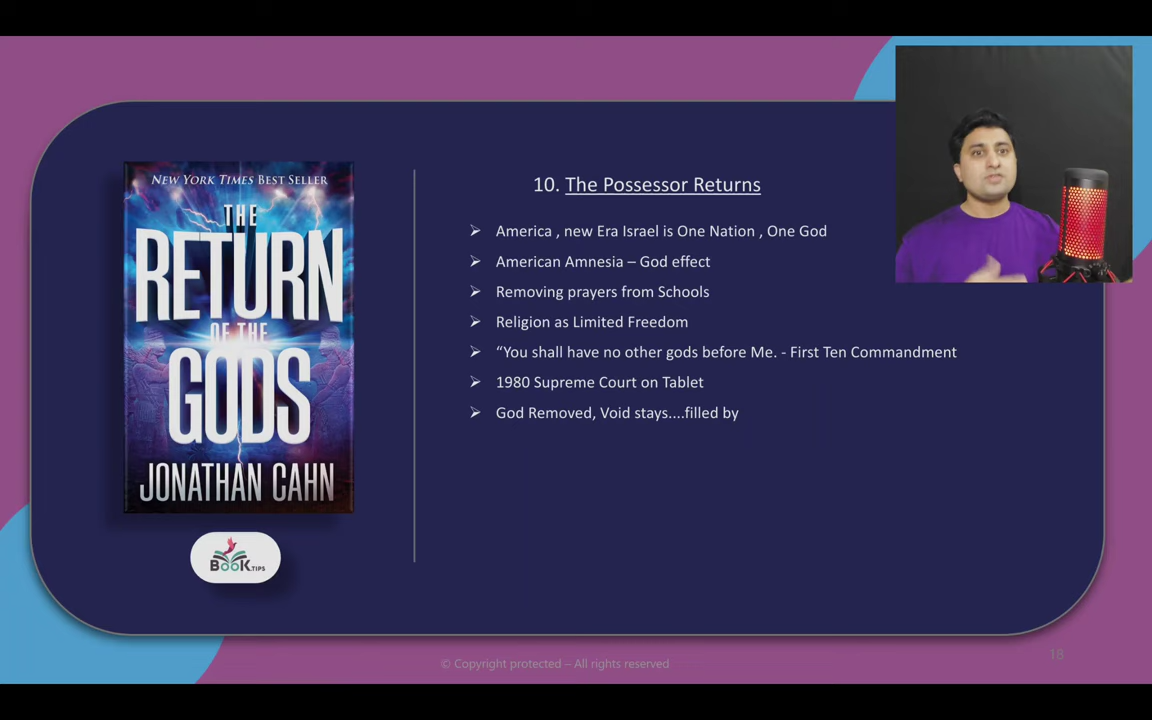 NEW YORK TIMES BEST SELLER
THE
RETURN
OF THE
GODS
JONATHAN CAHN
BOOK.TIPS
10. The Possessor Returns
➢ America , new Era Israel is One Nation , One God
➢ American Amnesia – God effect
➢ Removing prayers from Schools
➢ Religion as Limited Freedom
➢ “You shall have no other gods before Me. - First Ten Commandment
➢ 1980 Supreme Court on Tablet
➢ God Removed, Void stays....filled by
© Copyright protected – All rights reserved
18